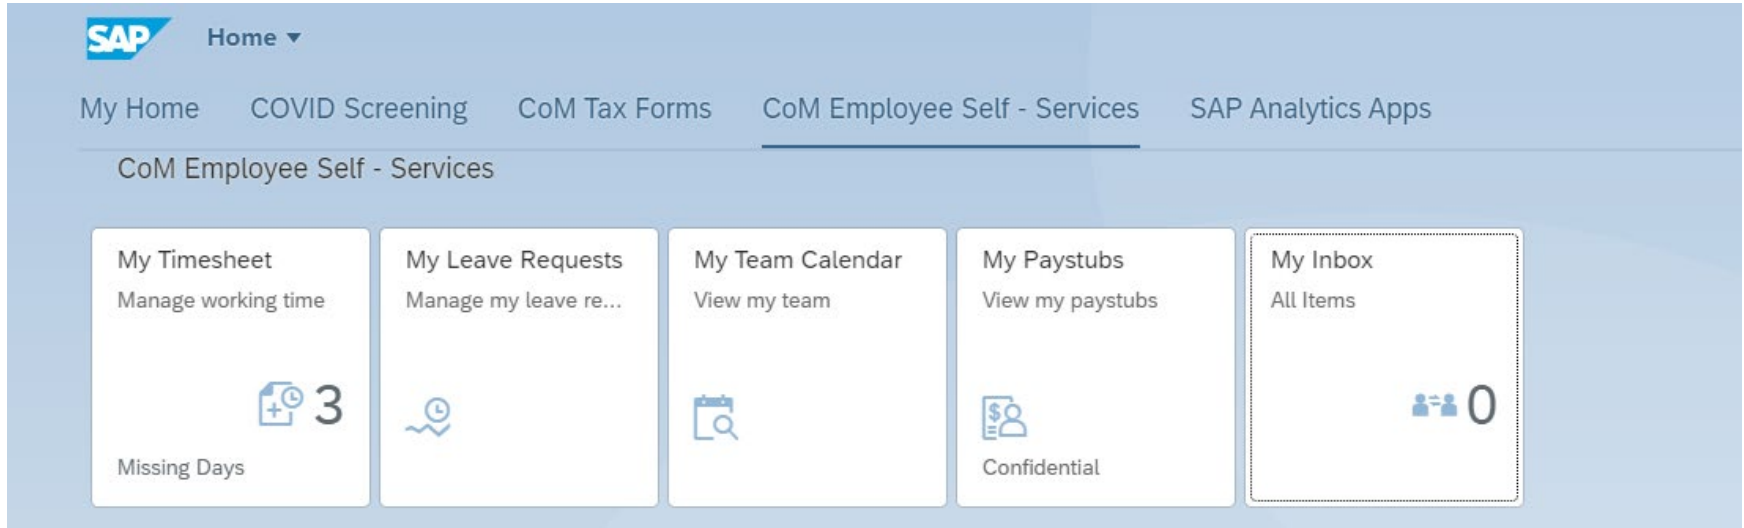 SAP Home
My Home COVID Screening CoM Tax Forms CoM Employee Self - Services SAP Analytics Apps
CoM Employee Self - Services
My Timesheet
Manage working time
3
Missing Days
My Leave Requests
Manage my leave re...
My Team Calendar
View my team
My Paystubs
View my paystubs
$
Confidential
My Inbox
All Items
0